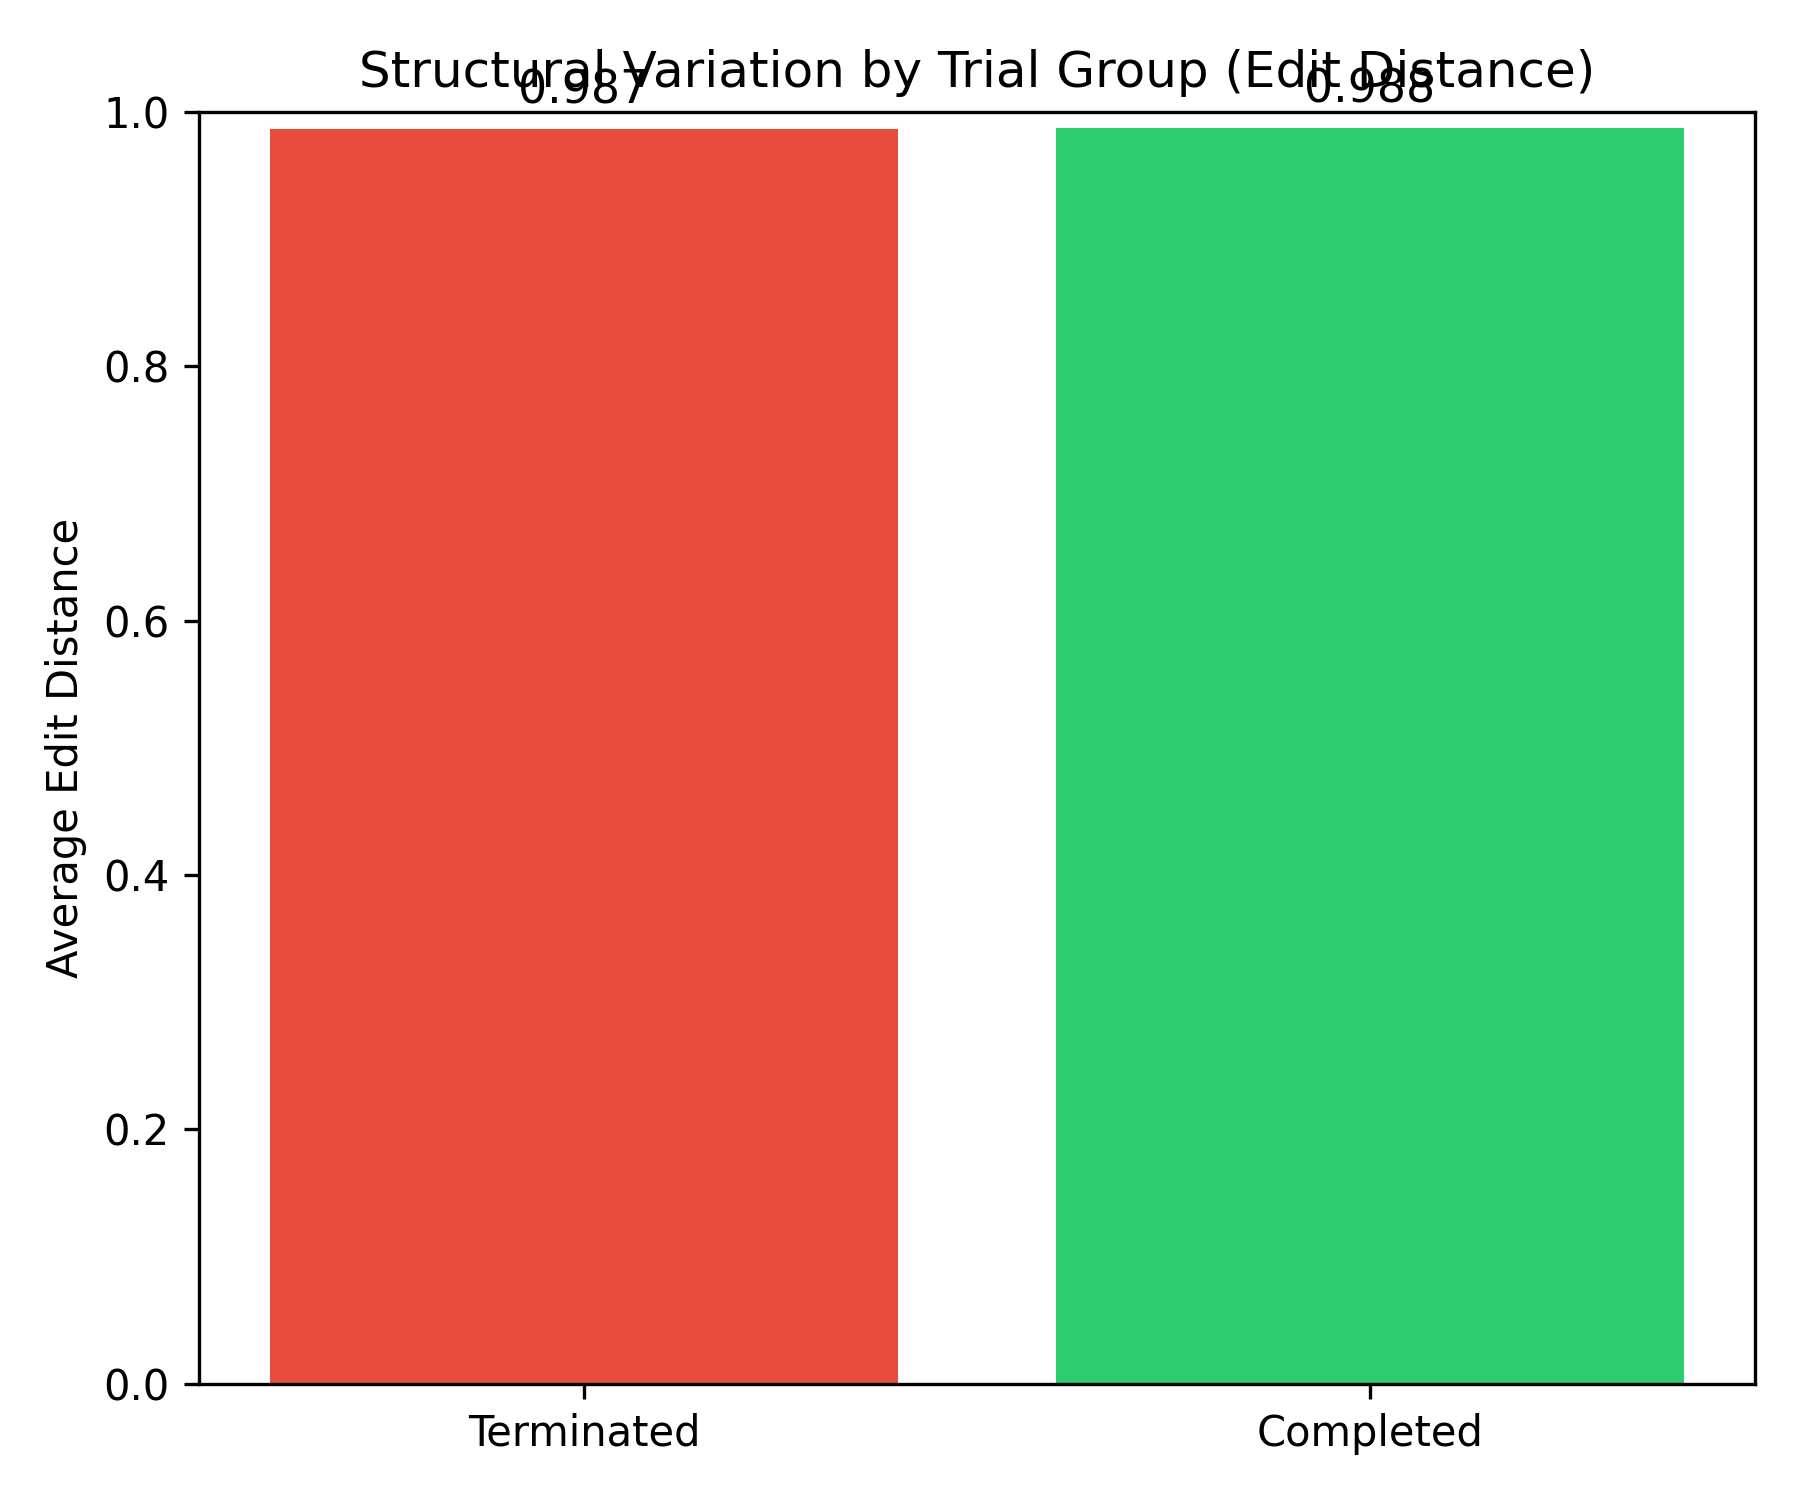 Structural Variation by Trial Group (Edit Distance)
0.987
0.988
1.0
0.8
0.6
0.4
0.2
0.0
Average Edit Distance
Terminated
Completed